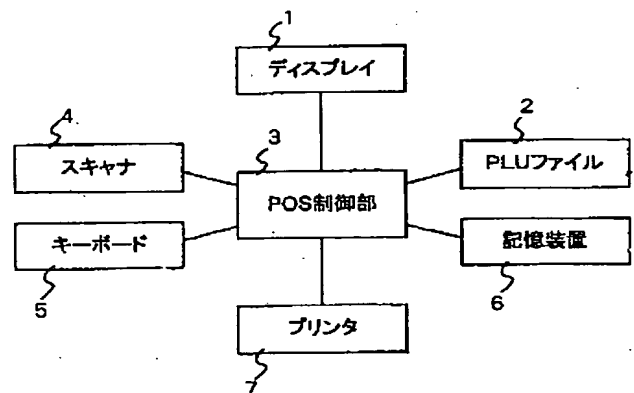 1
ディスプレイ
4
スキャナ
3
POS制御部
2
PLUファイル
キーボード
5
記憶装置
6
プリンタ
7